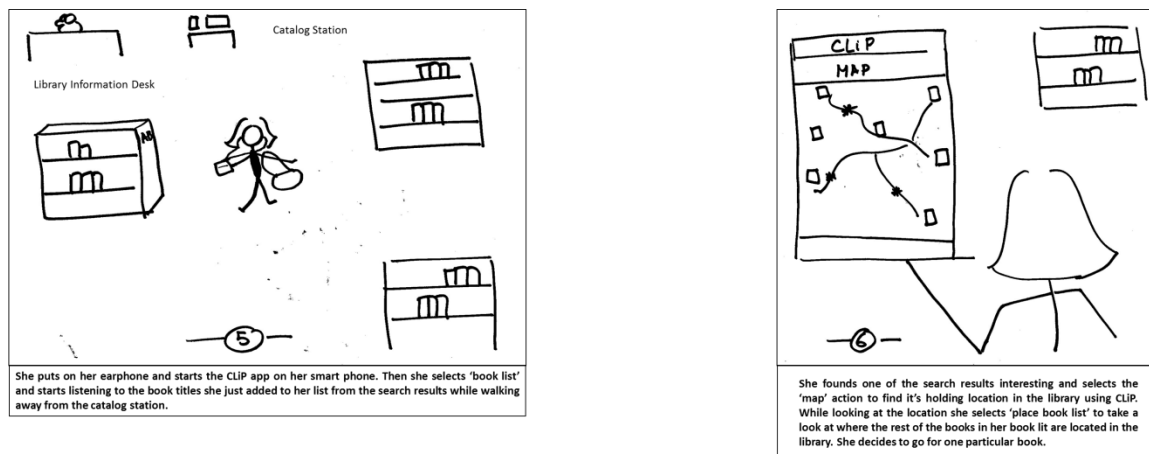 Catalog Station
Library Information Desk
AB
5
She puts on her earphone and starts the CLiP app on her smart phone. Then she selects ‘book list’
and starts listening to the book titles she just added to her list from the search results while walking
away from the catalog station.
CLiP
MAP
6
She founds one of the search results interesting and selects the
‘map’ action to find it’s holding location in the library using CLiP.
While looking at the location she selects ‘place book list’ to take a
look at where the rest of the books in her book lit are located in the
library. She decides to go for one particular book.